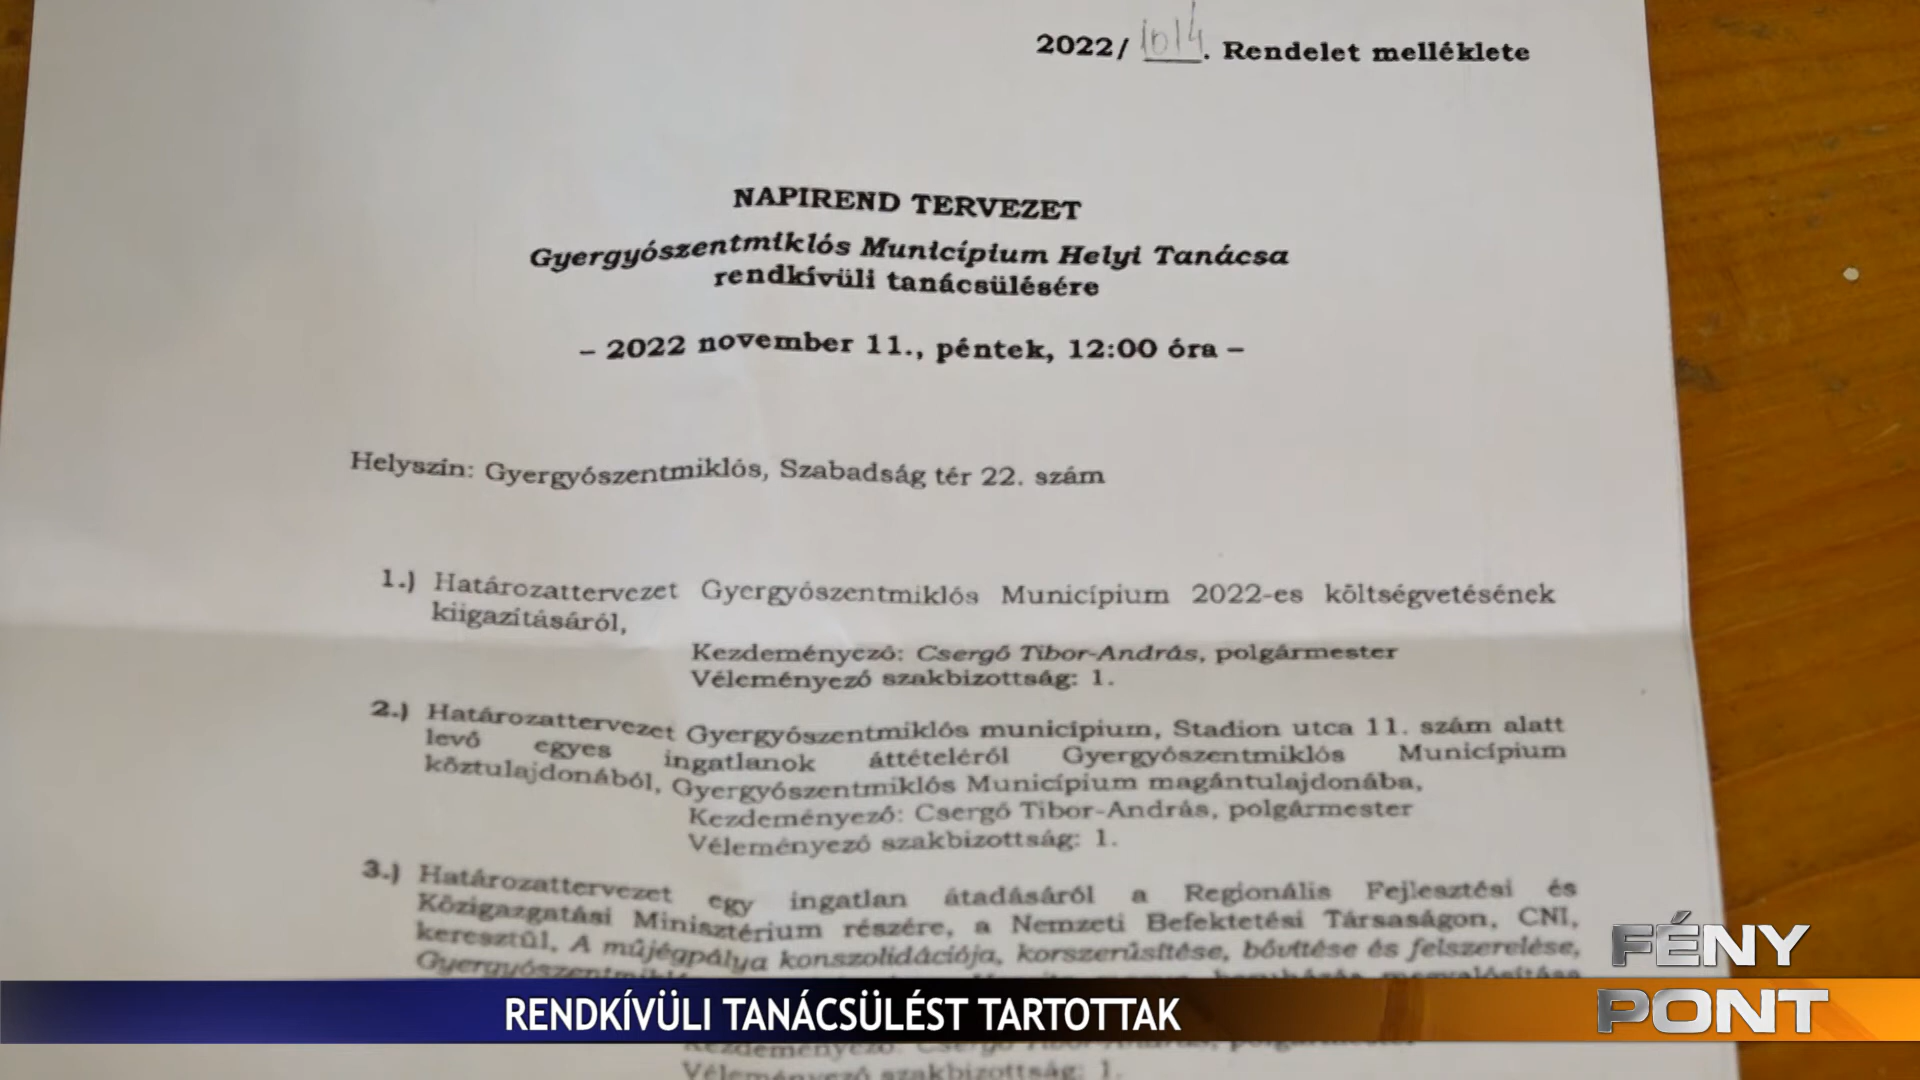 2022/1014. Rendelet melléklete
NAPIREND TERVEZET
Gyergyószentmiklós Municípium Helyi Tanácsa
rendkívüli tanácsülésére
– 2022 november 11., péntek, 12:00 óra –
Helyszín: Gyergyószentmiklós, Szabadság tér 22. szám
1.) Határozattervezet Gyergyószentmiklós Municípium 2022-es költségvetésének
kiigazításáról,
Kezdeményező: Csergő Tibor-András, polgármester
Véleményező szakbizottság: 1.
2.) Határozattervezet Gyergyószentmiklós municípium, Stadion utca 11. szám alatt
levő egyes ingatlanok áttételéről Gyergyószentmiklós Municípium
köztulajdonából, Gyergyószentmiklós Municípium magántulajdonába,
Kezdeményező: Csergő Tibor-András, polgármester
Véleményező szakbizottság: 1.
3.) Határozattervezet egy ingatlan átadásáról a Regionális Fejlesztési és
Közigazgatási Minisztérium részére, a Nemzeti Befektetési Társaságon, CNI,
keresztül, A műjégpálya konszolidációja, korszerűsítése, bővítése és felszerelése,
FÉNY
RENDKÍVÜLI TANÁCSÜLÉST TARTOTTAK
PONT
Véleményező szakbizottság: 1.